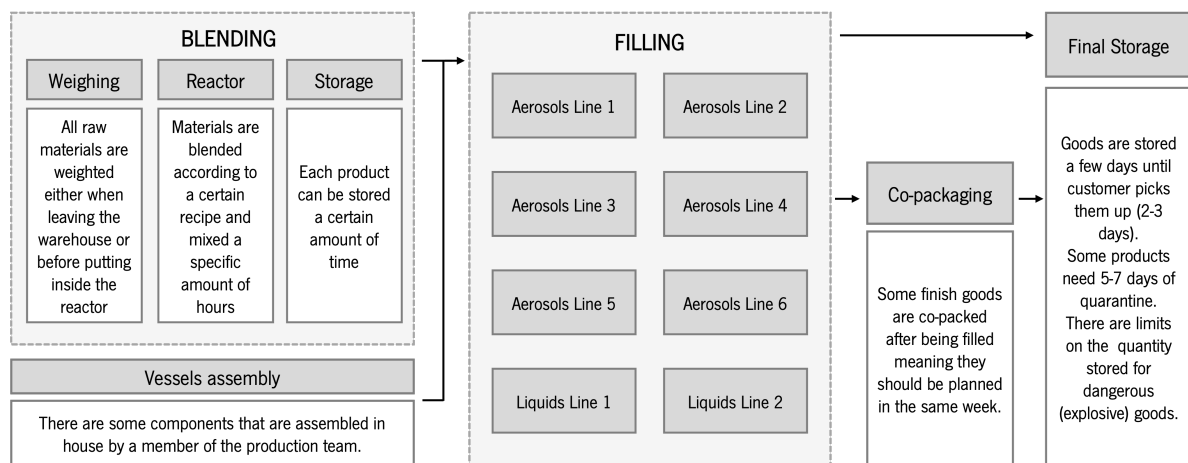 BLENDING
Weighing
All raw
materials are
weighted
either when
leaving the
warehouse or
before putting
inside the
reactor
Reactor
Materials are
blended
according to
a certain
recipe and
mixed a
specific
amount of
hours
Storage
Each product
can be stored
a certain
amount of
time
Vessels assembly
There are some components that are assembled in
house by a member of the production team.
FILLING
Aerosols Line 1
Aerosols Line 2
Aerosols Line 3
Aerosols Line 4
Aerosols Line 5
Aerosols Line 6
Liquids Line 1
Liquids Line 2
Co-packaging
Some finish goods
are co-packed
after being filled
meaning they
should be planned
in the same week.
Final Storage
Goods are stored
a few days until
customer picks
them up (2-3
days).
Some products
need 5-7 days of
quarantine.
There are limits
on the quantity
stored for
dangerous
(explosive) goods.